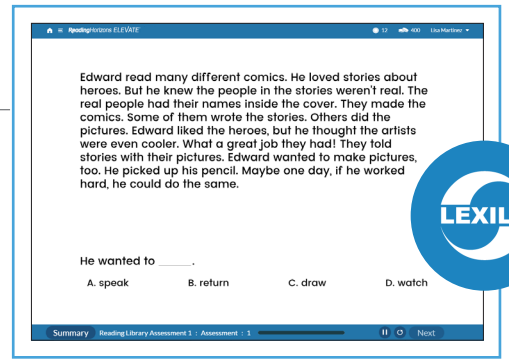 ReadingHorizons ELEVATE 12 400 Lisa Martinez
Edward read many different comics. He loved stories about
heroes. But he knew the people in the stories weren't real. The
real people had their names inside the cover. They made the
comics. Some of them wrote the stories. Others did the
pictures. Edward liked the heroes, but he thought the artists
were even cooler. What a great job they had! They told
stories with their pictures. Edward wanted to make pictures,
too. He picked up his pencil. Maybe one day, if he worked
hard, he could do the same.
LEXIL
He wanted to ______.
A. speak B. return C. draw D. watch
Summary Reading Library Assessment 1 : Assessment : 1 Next